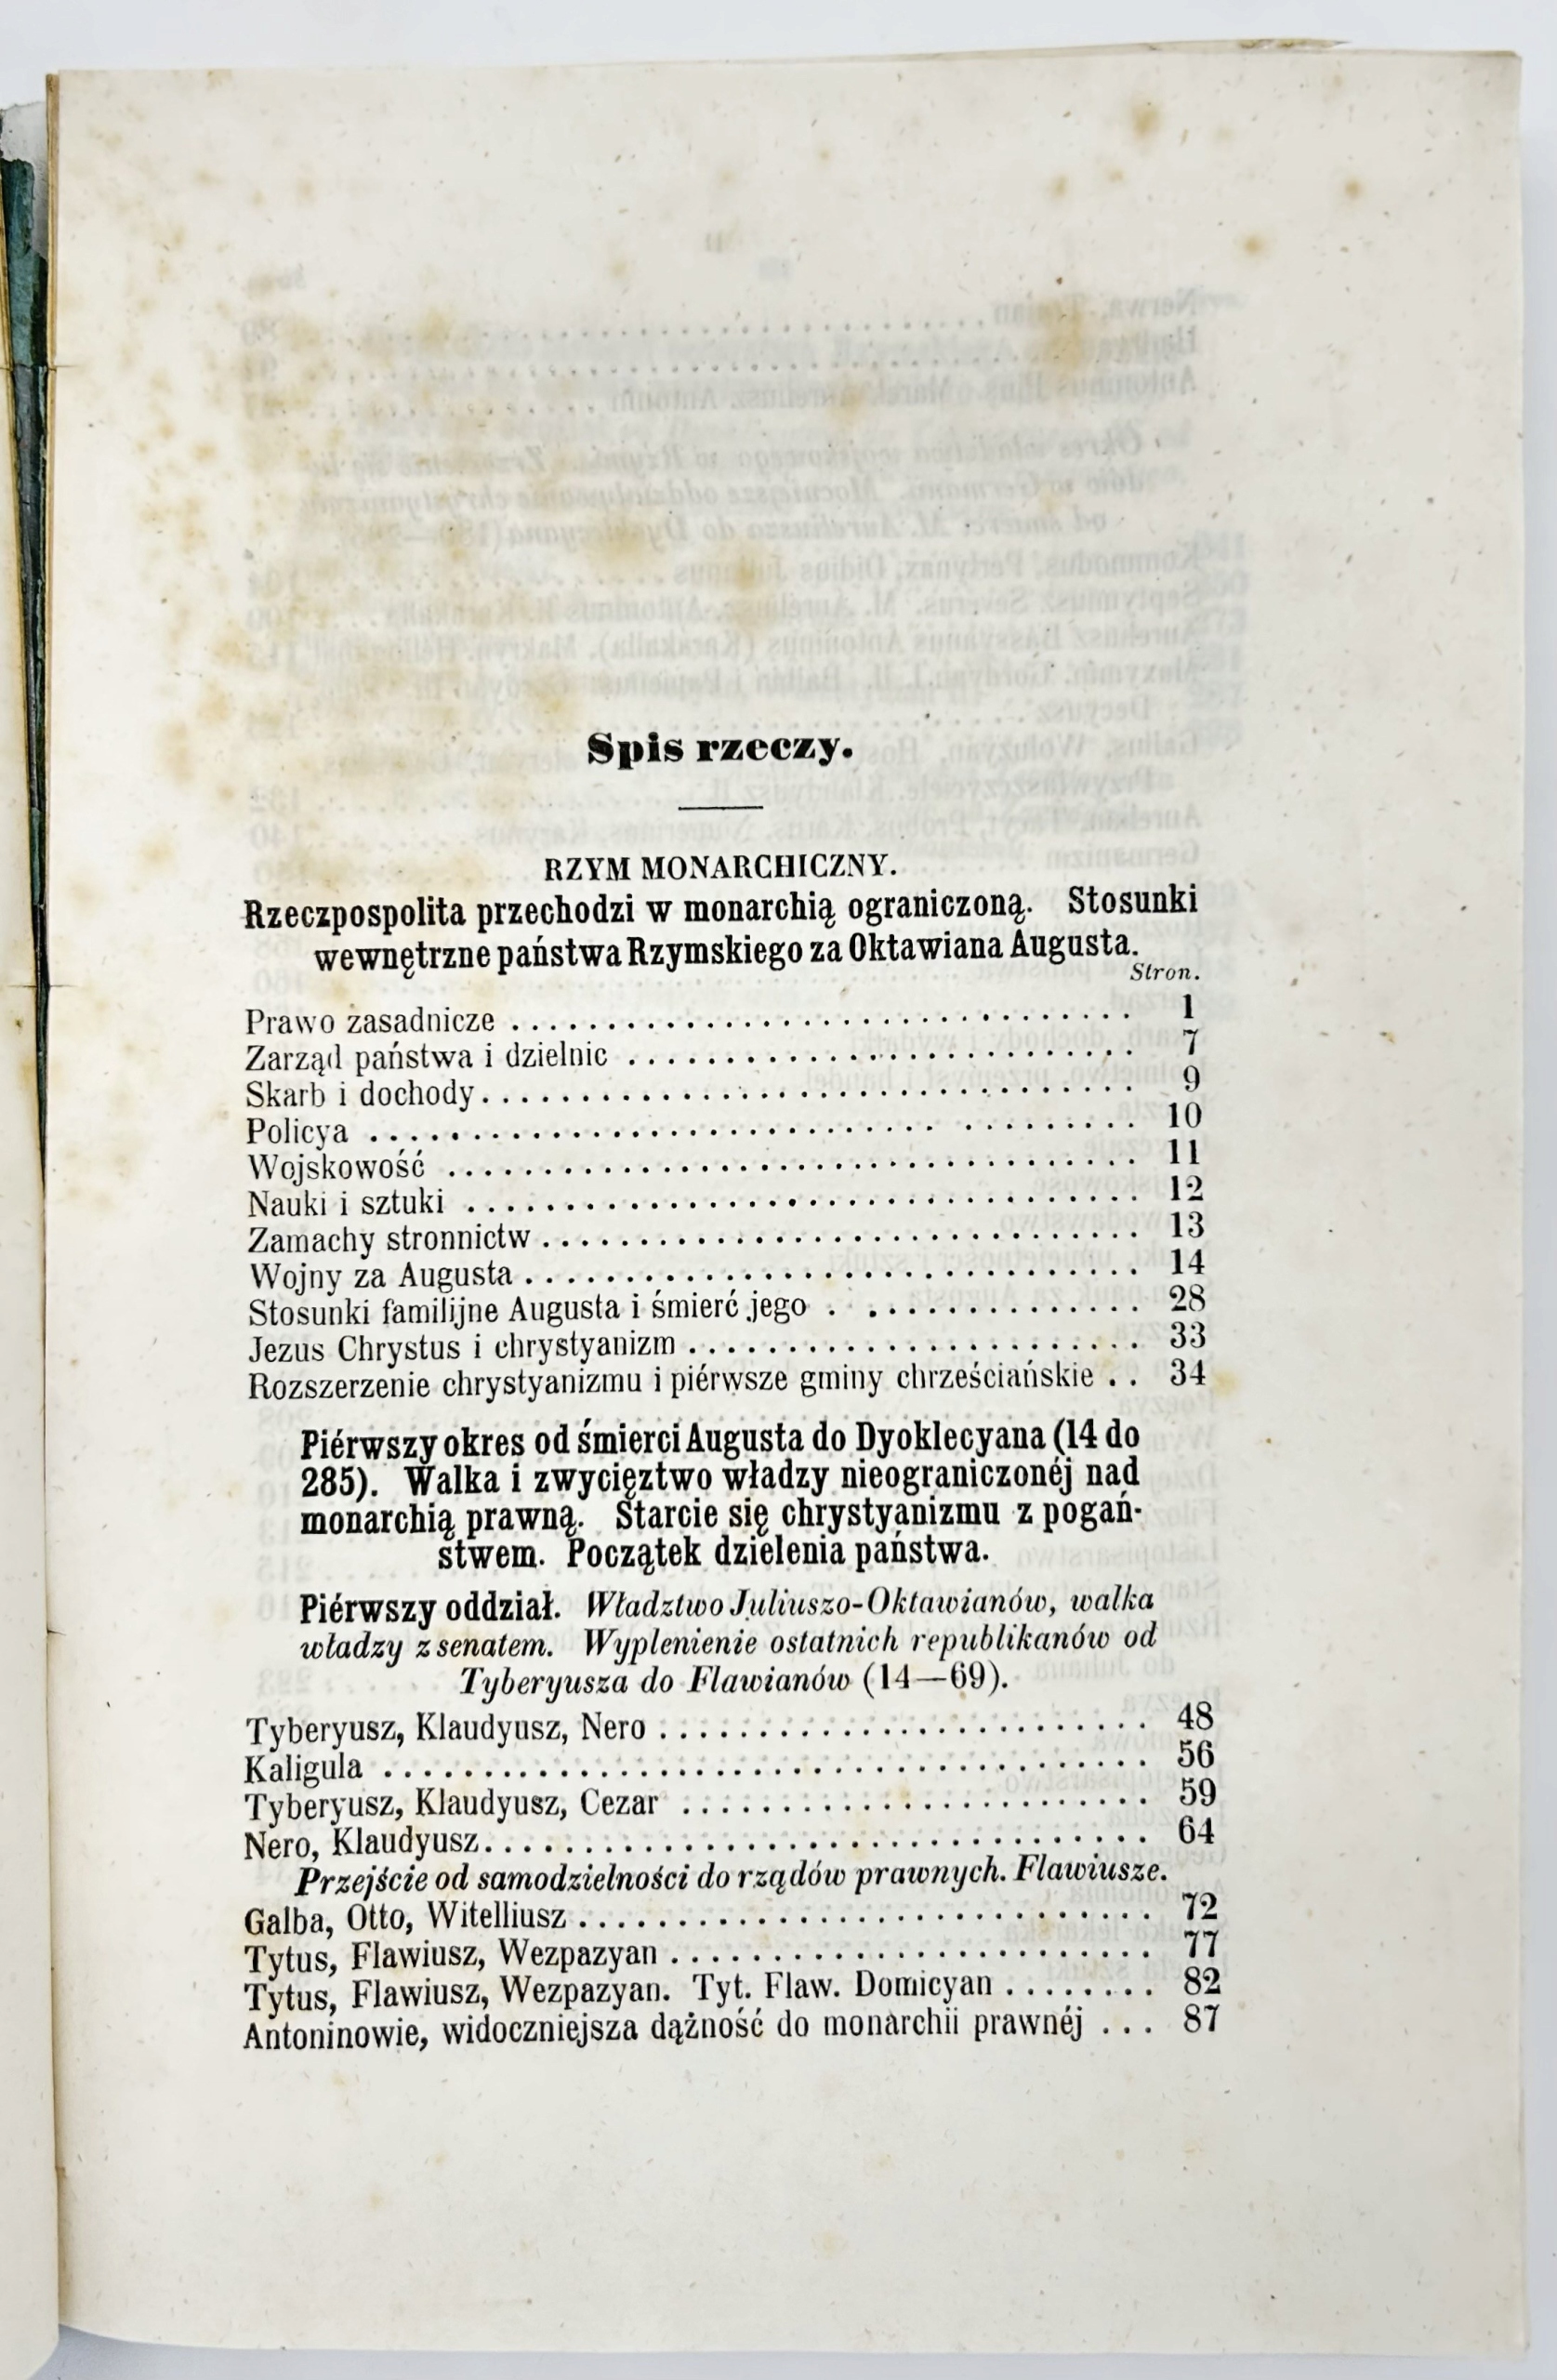 Spis rzeczy.
RZYM MONARCHICZNY.
Rzeczpospolita przechodzi w monarchią ograniczoną. Stosunki
wewnętrzne państwa Rzymskiego za Oktawiana Augusta.
Stron.
Prawo zasadnicze . . . . . . . . . . . . . . . . . . . . 1
Zarząd państwa i dzielnic . . . . . . . . . . . . . . . . . . . . 7
Skarb i dochody . . . . . . . . . . . . . . . . . . . . 9
Policya . . . . . . . . . . . . . . . . . . . . 10
Wojskowość . . . . . . . . . . . . . . . . . . . . 11
Nauki i sztuki . . . . . . . . . . . . . . . . . . . . 12
Zamachy stronnictw . . . . . . . . . . . . . . . . . . . . 13
Wojny za Augusta . . . . . . . . . . . . . . . . . . . . 14
Stosunki familijne Augusta i śmierć jego . . . . . . . . . . . . . . . 28
Jezus Chrystus i chrystyanizm . . . . . . . . . . . . . . . . . . . . 33
Rozszerzenie chrystyanizmu i piérwsze gminy chrześciańskie . . 34
Piérwszy okres od śmierci Augusta do Dyoklecyana (14 do
285). Walka i zwycięztwo władzy nieograniczonéj nad
monarchią prawną. Starcie się chrystyanizmu z pogań-
stwem. Początek dzielenia państwa.
Piérwszy oddział. Władztwo Juliuszo-Oktawianów, walka
władzy z senatem. Wyplenienie ostatnich republikanów od
Tyberyusza do Flawianów (14—69).
Tyberyusz, Klaudyusz, Nero . . . . . . . . . . . . . . . . . . . . 48
Kaligula . . . . . . . . . . . . . . . . . . . . 56
Tyberyusz, Klaudyusz, Cezar . . . . . . . . . . . . . . . . . . . . 59
Nero, Klaudyusz . . . . . . . . . . . . . . . . . . . . 64
Przejście od samodzielności do rządów prawnych. Flawiusze.
Galba, Otto, Witelliusz . . . . . . . . . . . . . . . . . . . . 72
Tytus, Flawiusz, Wezpazyan . . . . . . . . . . . . . . . . . . . . 77
Tytus, Flawiusz, Wezpazyan. Tyt. Flaw. Domicyan . . . . . . . . 82
Antoninowie, widoczniejsza dążność do monarchii prawnéj . . . 87